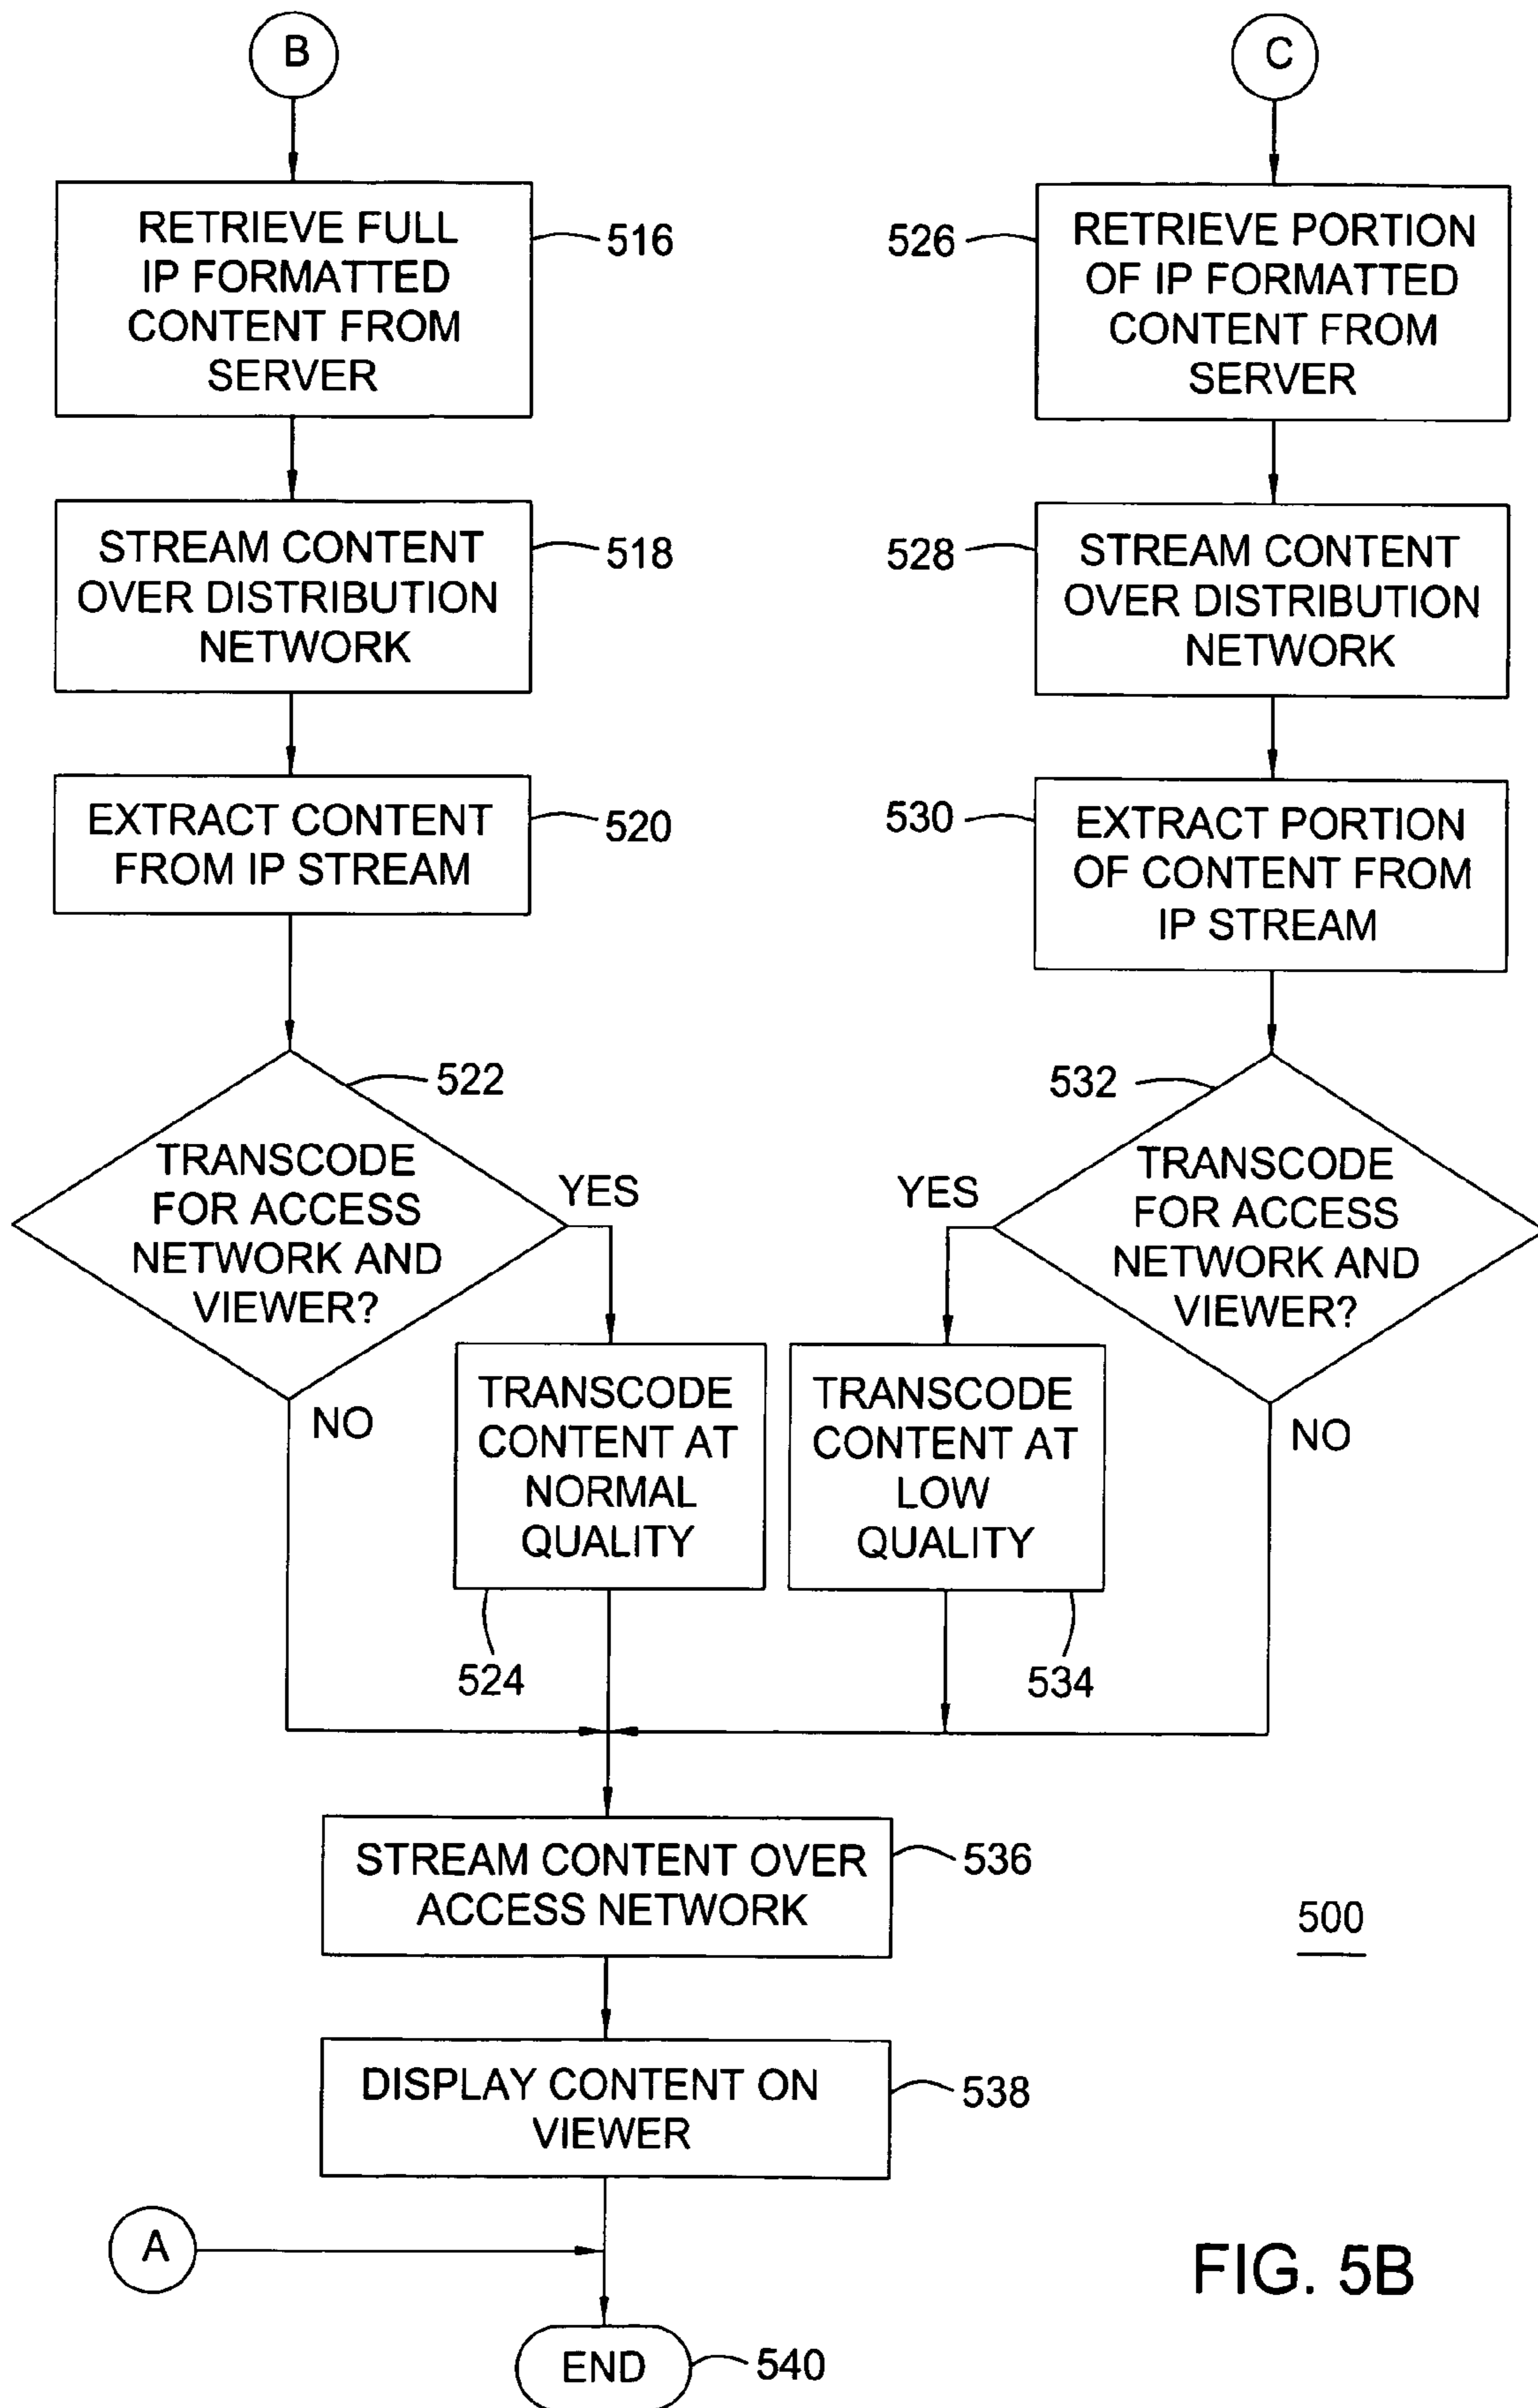 B
RETRIEVE FULL
IP FORMATTED
CONTENT FROM
SERVER
516
STREAM CONTENT
OVER DISTRIBUTION
NETWORK
518
EXTRACT CONTENT
FROM IP STREAM
520
522
TRANSCODE
FOR ACCESS
NETWORK AND
VIEWER?
YES
NO
TRANSCODE
CONTENT AT
NORMAL
QUALITY
524
C
RETRIEVE PORTION
OF IP FORMATTED
CONTENT FROM
SERVER
526
STREAM CONTENT
OVER DISTRIBUTION
NETWORK
528
EXTRACT PORTION
OF CONTENT FROM
IP STREAM
530
532
TRANSCODE
FOR ACCESS
NETWORK AND
VIEWER?
YES
NO
TRANSCODE
CONTENT AT
LOW
QUALITY
534
STREAM CONTENT OVER
ACCESS NETWORK
536
500
DISPLAY CONTENT ON
VIEWER
538
A
END
540
FIG. 5B